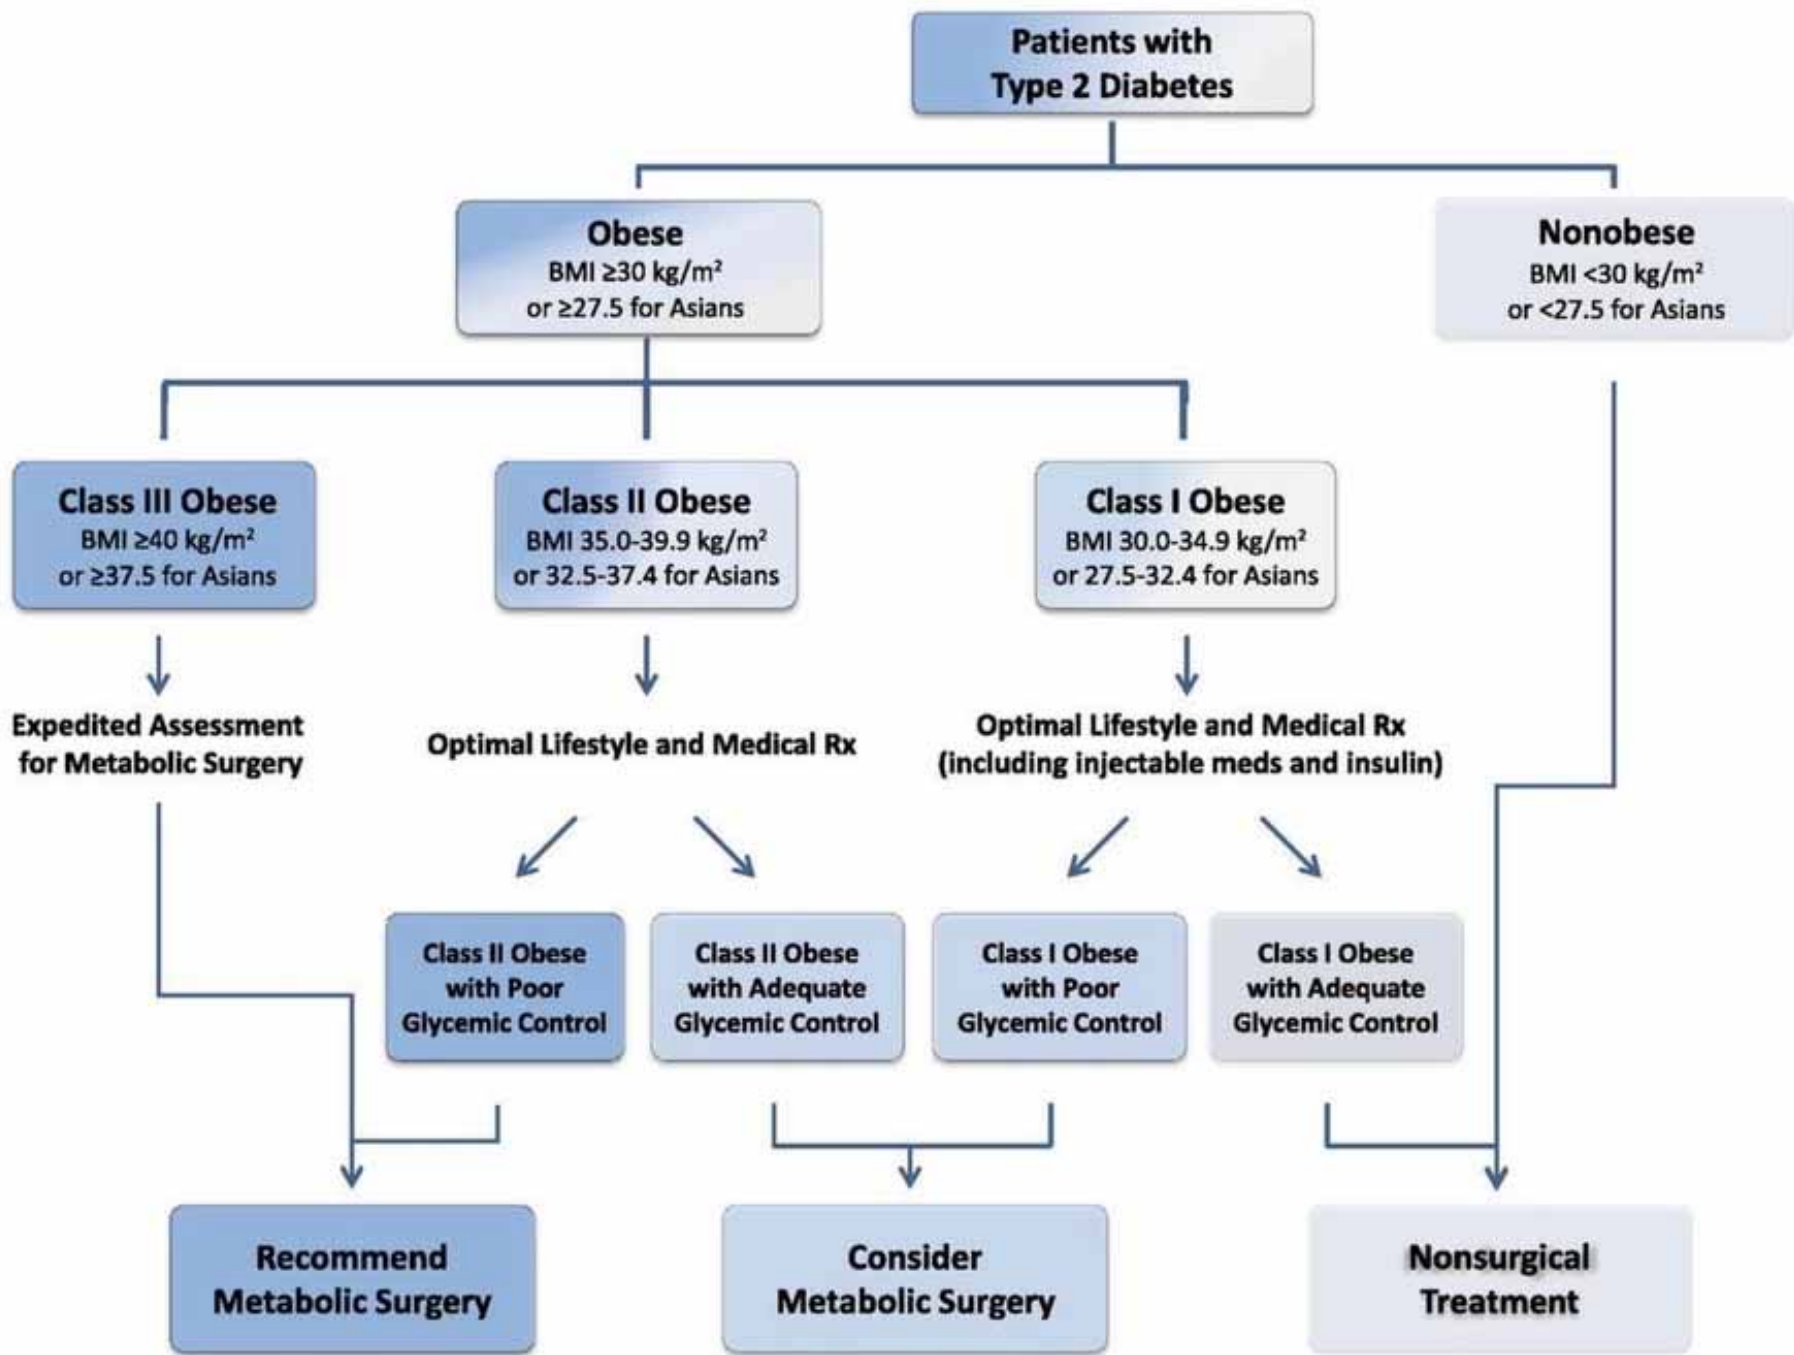 Patients with
Type 2 Diabetes
Obese
BMI ≥30 kg/m²
or ≥27.5 for Asians
Nonobese
BMI <30 kg/m²
or <27.5 for Asians
Class III Obese
BMI ≥40 kg/m²
or ≥37.5 for Asians
Class II Obese
BMI 35.0-39.9 kg/m²
or 32.5-37.4 for Asians
Class I Obese
BMI 30.0-34.9 kg/m²
or 27.5-32.4 for Asians
Expedited Assessment
for Metabolic Surgery
Optimal Lifestyle and Medical Rx
Optimal Lifestyle and Medical Rx
(including injectable meds and insulin)
Class II Obese
with Poor
Glycemic Control
Class II Obese
with Adequate
Glycemic Control
Class I Obese
with Poor
Glycemic Control
Class I Obese
with Adequate
Glycemic Control
Recommend
Metabolic Surgery
Consider
Metabolic Surgery
Nonsurgical
Treatment